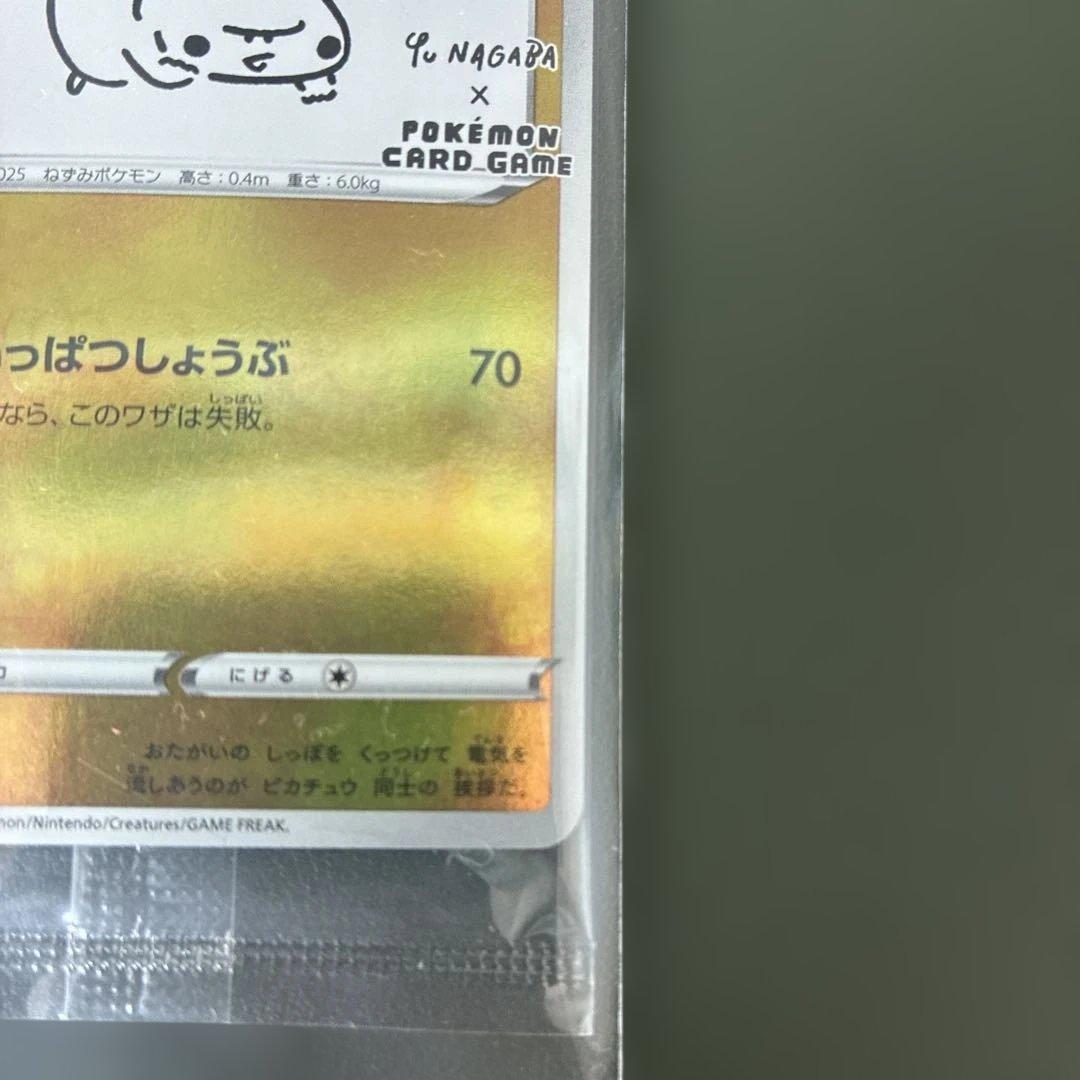 Yu NAGABA
×
POKÉMON
CARD GAME
025 ねずみポケモン 高さ:0.4m 重さ:6.0kg
っぱつしょうぶ 70
しっぱい
なら、このワザは失敗。
にげる
おたがいの しっぽを くっつけて 電気を
流しあうのが ピカチュウ 同士の 挨拶だ。
mon/Nintendo/Creatures/GAME FREAK.